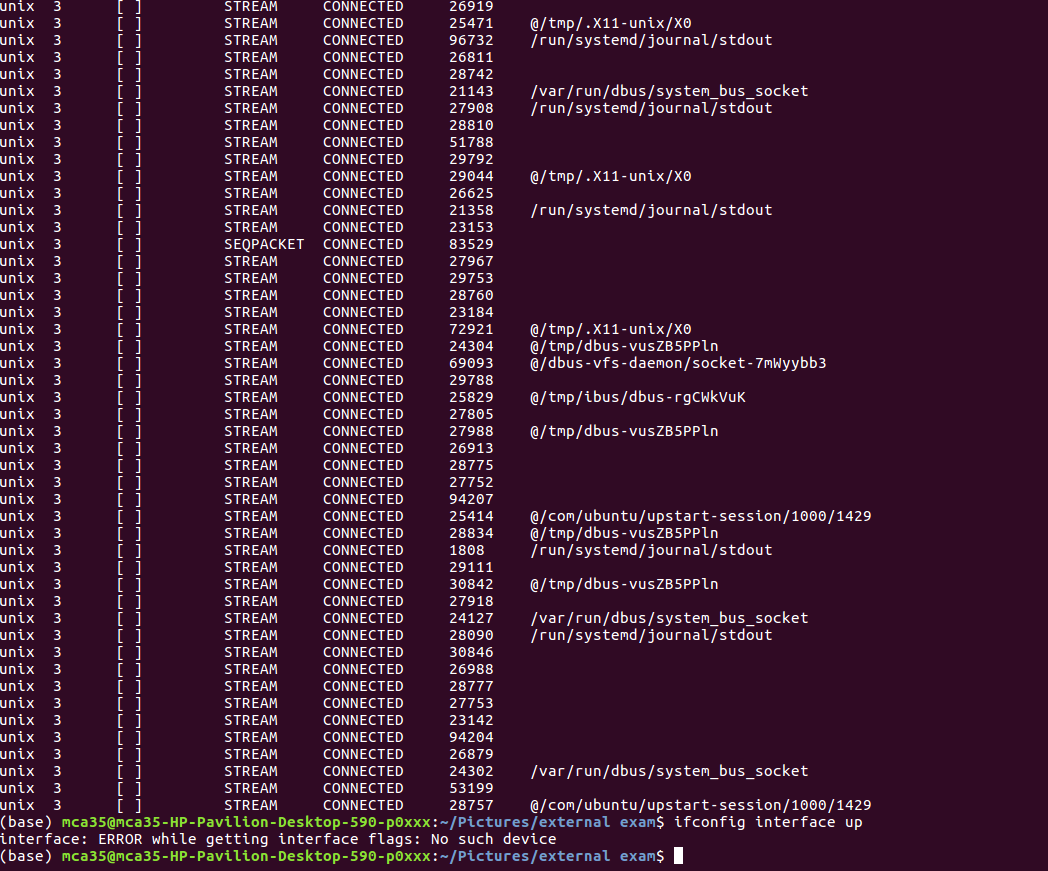 unix 3 [ ] STREAM CONNECTED 26919
unix 3 [ ] STREAM CONNECTED 25471 @/tmp/.X11-unix/X0
unix 3 [ ] STREAM CONNECTED 96732 /run/systemd/journal/stdout
unix 3 [ ] STREAM CONNECTED 26811
unix 3 [ ] STREAM CONNECTED 28742
unix 3 [ ] STREAM CONNECTED 21143 /var/run/dbus/system_bus_socket
unix 3 [ ] STREAM CONNECTED 27908 /run/systemd/journal/stdout
unix 3 [ ] STREAM CONNECTED 28810
unix 3 [ ] STREAM CONNECTED 51788
unix 3 [ ] STREAM CONNECTED 29792
unix 3 [ ] STREAM CONNECTED 29044 @/tmp/.X11-unix/X0
unix 3 [ ] STREAM CONNECTED 26625
unix 3 [ ] STREAM CONNECTED 21358 /run/systemd/journal/stdout
unix 3 [ ] STREAM CONNECTED 23153
unix 3 [ ] SEQPACKET CONNECTED 83529
unix 3 [ ] STREAM CONNECTED 27967
unix 3 [ ] STREAM CONNECTED 29753
unix 3 [ ] STREAM CONNECTED 28760
unix 3 [ ] STREAM CONNECTED 23184
unix 3 [ ] STREAM CONNECTED 72921 @/tmp/.X11-unix/X0
unix 3 [ ] STREAM CONNECTED 24304 @/tmp/dbus-vusZB5PPln
unix 3 [ ] STREAM CONNECTED 69093 @/dbus-vfs-daemon/socket-7mWyybb3
unix 3 [ ] STREAM CONNECTED 29788
unix 3 [ ] STREAM CONNECTED 25829 @/tmp/ibus/dbus-rgCWkVuK
unix 3 [ ] STREAM CONNECTED 27805
unix 3 [ ] STREAM CONNECTED 27988 @/tmp/dbus-vusZB5PPln
unix 3 [ ] STREAM CONNECTED 26913
unix 3 [ ] STREAM CONNECTED 28775
unix 3 [ ] STREAM CONNECTED 27752
unix 3 [ ] STREAM CONNECTED 94207
unix 3 [ ] STREAM CONNECTED 25414 @/com/ubuntu/upstart-session/1000/1429
unix 3 [ ] STREAM CONNECTED 28834 @/tmp/dbus-vusZB5PPln
unix 3 [ ] STREAM CONNECTED 1808 /run/systemd/journal/stdout
unix 3 [ ] STREAM CONNECTED 29111
unix 3 [ ] STREAM CONNECTED 30842 @/tmp/dbus-vusZB5PPln
unix 3 [ ] STREAM CONNECTED 27918
unix 3 [ ] STREAM CONNECTED 24127 /var/run/dbus/system_bus_socket
unix 3 [ ] STREAM CONNECTED 28090 /run/systemd/journal/stdout
unix 3 [ ] STREAM CONNECTED 30846
unix 3 [ ] STREAM CONNECTED 26988
unix 3 [ ] STREAM CONNECTED 28777
unix 3 [ ] STREAM CONNECTED 27753
unix 3 [ ] STREAM CONNECTED 23142
unix 3 [ ] STREAM CONNECTED 94204
unix 3 [ ] STREAM CONNECTED 26879
unix 3 [ ] STREAM CONNECTED 24302 /var/run/dbus/system_bus_socket
unix 3 [ ] STREAM CONNECTED 53199
unix 3 [ ] STREAM CONNECTED 28757 @/com/ubuntu/upstart-session/1000/1429
(base) mca35@mca35-HP-Pavilion-Desktop-590-p0xxx:~/Pictures/external exam$ ifconfig interface up
interface: ERROR while getting interface flags: No such device
(base) mca35@mca35-HP-Pavilion-Desktop-590-p0xxx:~/Pictures/external exam$